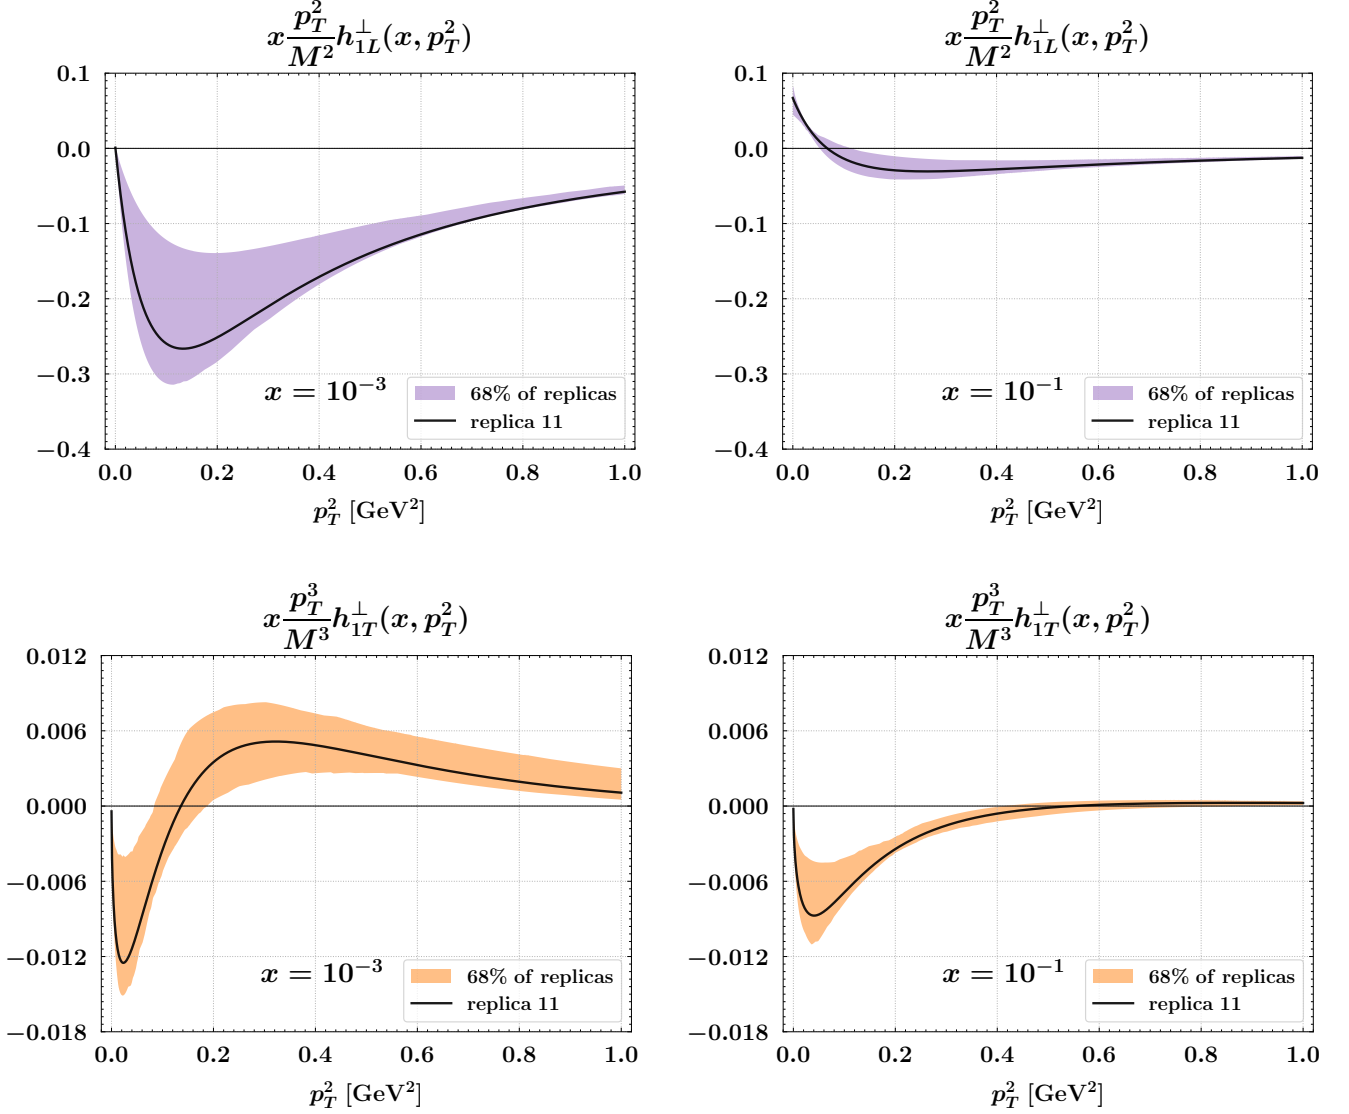 x p_T^2/M^2 h_{1L}^⊥(x, p_T^2)
0.1
0.0
−0.1
−0.2
−0.3
−0.4
x = 10^{-3}
68% of replicas
replica 11
0.0 0.2 0.4 0.6 0.8 1.0
p_T^2 [GeV^2]
x p_T^2/M^2 h_{1L}^⊥(x, p_T^2)
0.1
0.0
−0.1
−0.2
−0.3
−0.4
x = 10^{-1}
68% of replicas
replica 11
0.0 0.2 0.4 0.6 0.8 1.0
p_T^2 [GeV^2]
x p_T^3/M^3 h_{1T}^⊥(x, p_T^2)
0.012
0.006
0.000
−0.006
−0.012
−0.018
x = 10^{-3}
68% of replicas
replica 11
0.0 0.2 0.4 0.6 0.8 1.0
p_T^2 [GeV^2]
x p_T^3/M^3 h_{1T}^⊥(x, p_T^2)
0.012
0.006
0.000
−0.006
−0.012
−0.018
x = 10^{-1}
68% of replicas
replica 11
0.0 0.2 0.4 0.6 0.8 1.0
p_T^2 [GeV^2]